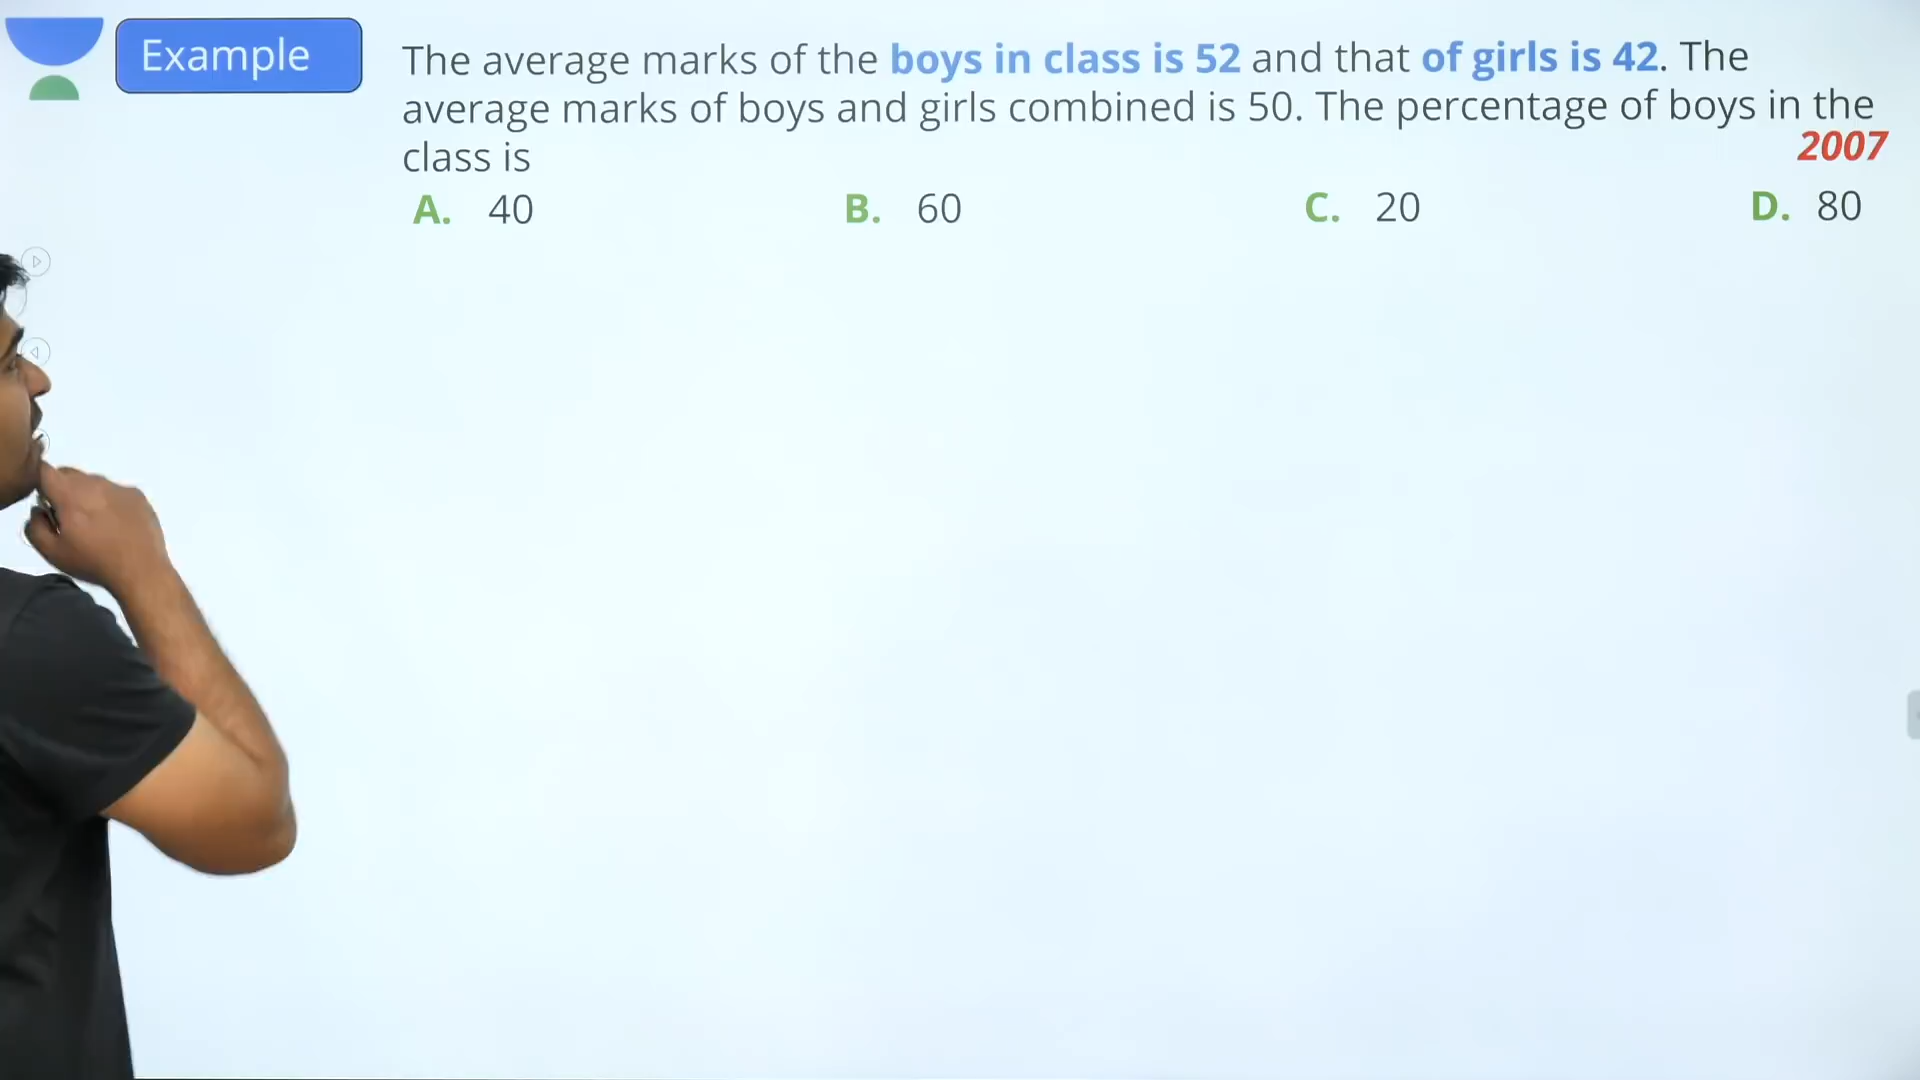 Example
The average marks of the boys in class is 52 and that of girls is 42. The
average marks of boys and girls combined is 50. The percentage of boys in the
class is
2007
A. 40 B. 60 C. 20 D. 80